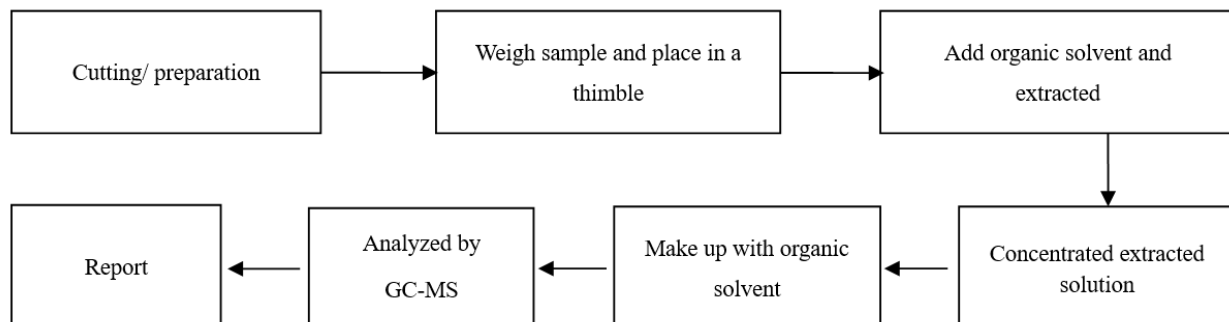 Cutting/ preparation
Weigh sample and place in a
thimble
Add organic solvent and
extracted
Concentrated extracted
solution
Make up with organic
solvent
Analyzed by
GC-MS
Report